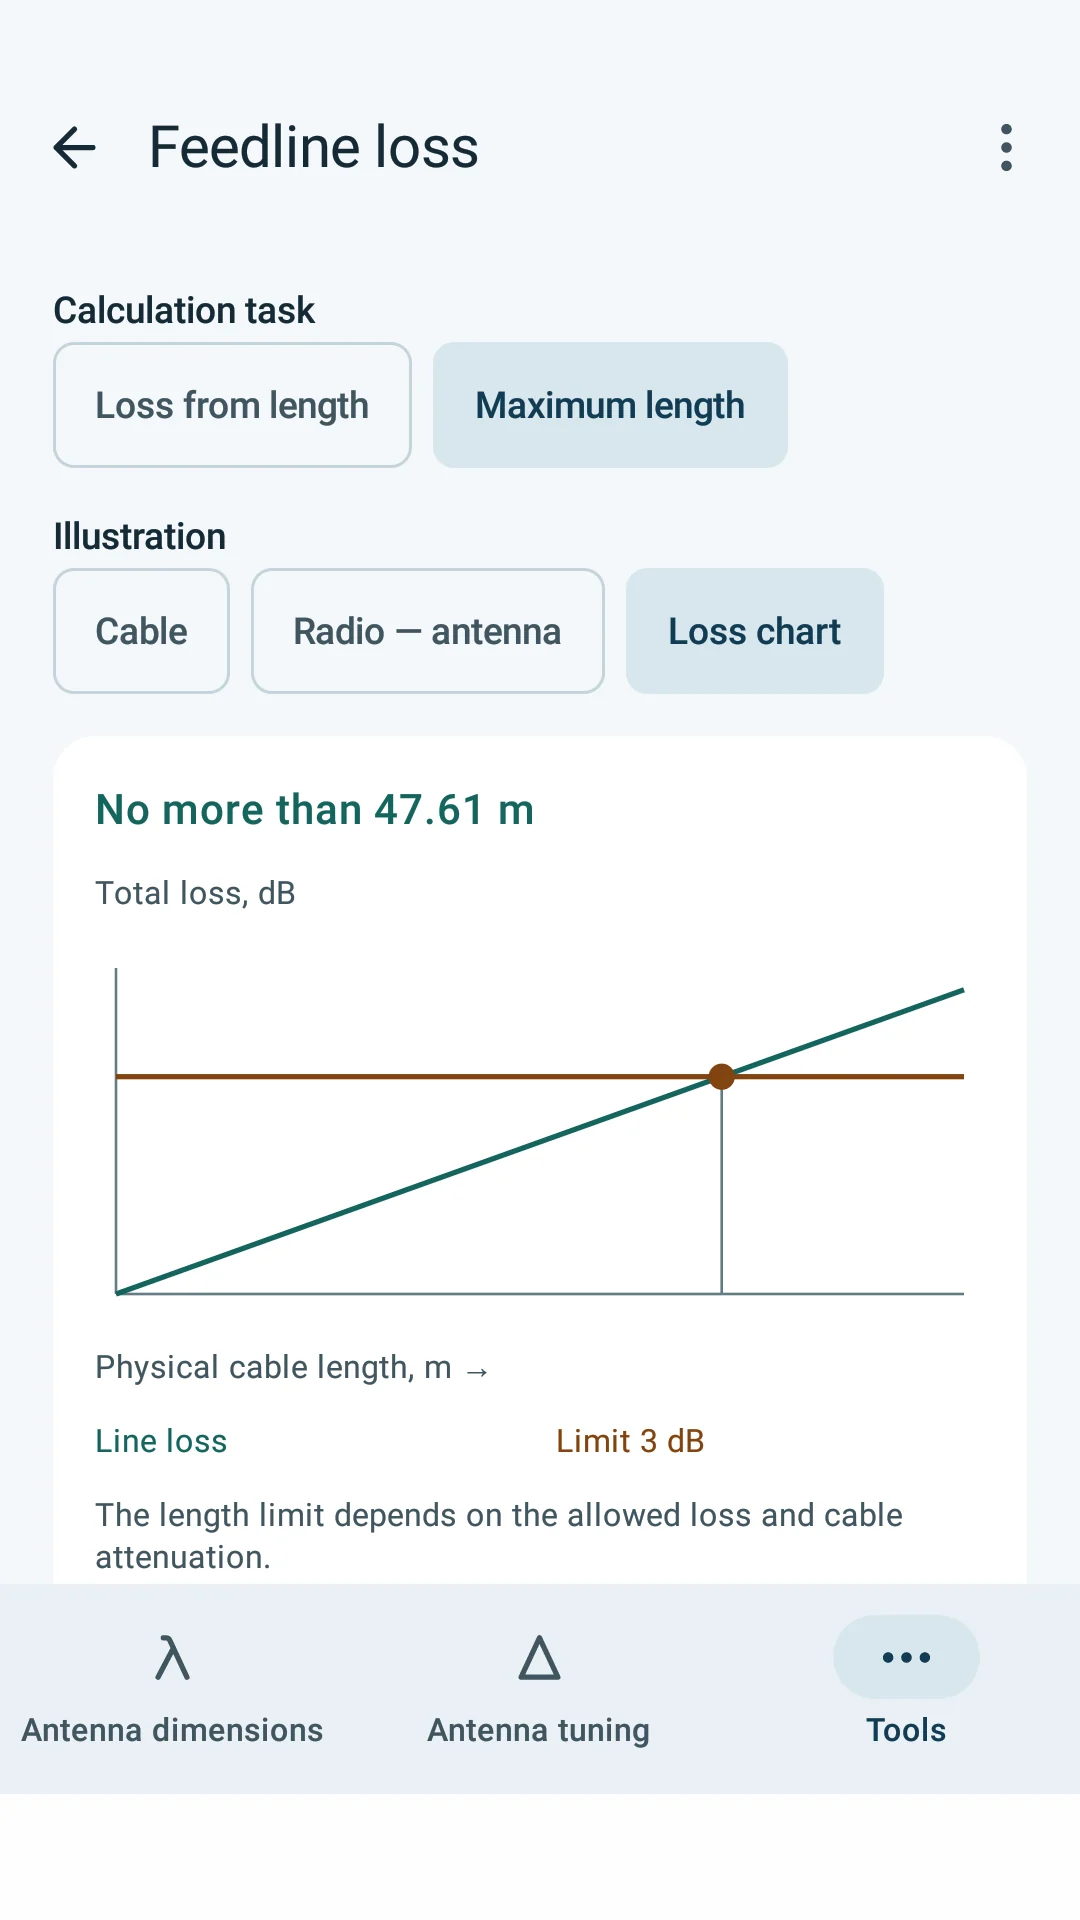 Feedline loss
Calculation task
Loss from length
Maximum length
Illustration
Cable
Radio — antenna
Loss chart
No more than 47.61 m
Total loss, dB
Physical cable length, m →
Line loss
Limit 3 dB
The length limit depends on the allowed loss and cable
attenuation.
λ
Δ
Antenna dimensions
Antenna tuning
Tools